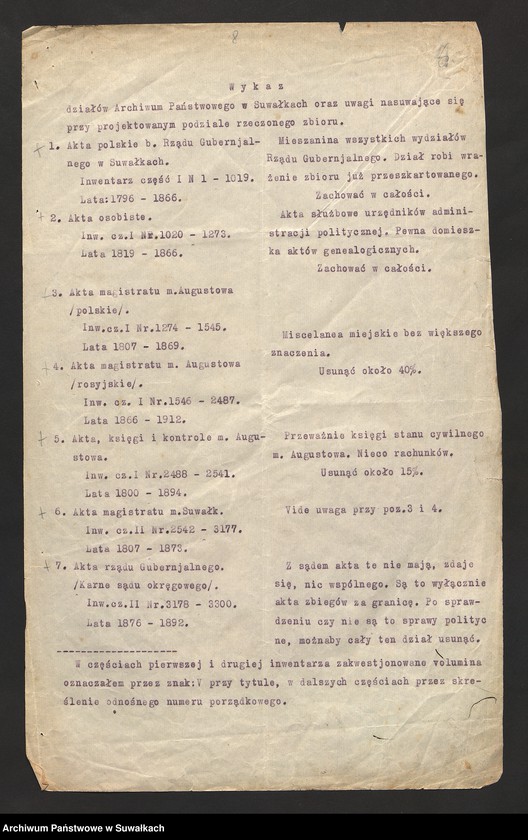 8
W y k a z
działów Archiwum Państwowego w Suwałkach oraz uwagi nasuwające się
przy projektowanym podziale rzeczonego zbioru.
1. Akta polskie b. Rządu Gubernjal-
nego w Suwałkach.
Inwentarz część I N 1 - 1019.
Lata:1796 - 1866.
Mieszanina wszystkich wydziałów
Rządu Gubernjalnego. Dział robi wra-
żenie zbioru już przeszkartowanego.
Zachować w całości.
2. Akta osobiste.
Inw. cz.I Nr.1020 - 1273.
Lata 1819 - 1866.
Akta służbowe urzędników admini-
stracji politycznej. Pewna domiesz-
ka aktów genealogicznych.
Zachować w całości.
3. Akta magistratu m.Augustowa
/polskie/.
Inw.cz.I Nr.1274 - 1545.
Lata 1807 - 1869.
Miscelanea miejskie bez większego
znaczenia.
Usunąć około 40%.
4. Akta magistratu m. Augustowa
/rosyjskie/.
Inw. cz. I Nr.1546 - 2487.
Lata 1866 - 1912.
5. Akta, księgi i kontrole m. Augu-
stowa.
Inw. cz.I Nr.2488 - 2541.
Lata 1800 - 1894.
Przeważnie księgi stanu cywilnego
m. Augustowa. Nieco rachunków.
Usunąć około 15%.
6. Akta magistratu m.Suwałk.
Inw. cz.II Nr.2542 - 3177.
Lata 1807 - 1873.
Vide uwaga przy poz.3 i 4.
7. Akta rządu Gubernjalnego.
/Karne sądu okręgowego/.
Inw.cz.II Nr.3178 - 3300.
Lata 1876 - 1892.
Z sądem akta te nie mają, zdaje
się, nic wspólnego. Są to wyłącznie
akta zbiegów za granicę. Po spraw-
dzeniu czy nie są to sprawy polityc
ne, możnaby cały ten dział usunąć.
W częściach pierwszej i drugiej inwentarza zakwestjonowane volumina
oznaczałem przez znak:V przy tytule, w dalszych częściach przez skre-
ślenie odnośnego numeru porządkowego.
Archiwum Państwowe w Suwałkach